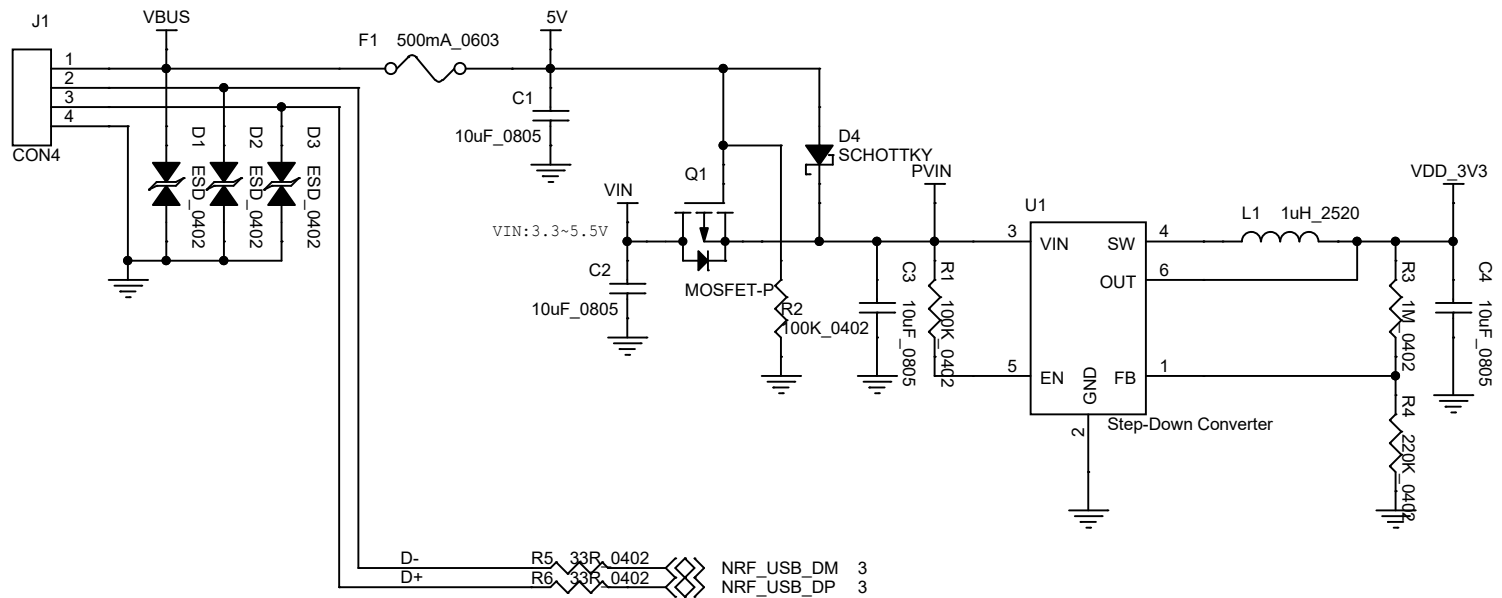 J1
VBUS
5V
F1 500mA_0603
1
2
3
4
CON4
D1 ESD_0402
D2 ESD_0402
D3 ESD_0402
C1
10uF_0805
D4
SCHOTTKY
Q1
VIN
VIN:3.3~5.5V
PVIN
VDD_3V3
C2
10uF_0805
MOSFET-P
R2
100K_0402
C3 10uF_0805
R1 100K_0402
U1
3 VIN
SW 4
OUT 6
5 EN
GND
2
FB 1
Step-Down Converter
L1 1uH_2520
R3 1M_0402
C4 10uF_0805
R4 220K_0402
D- R5 33R_0402 NRF_USB_DM 3
D+ R6 33R_0402 NRF_USB_DP 3